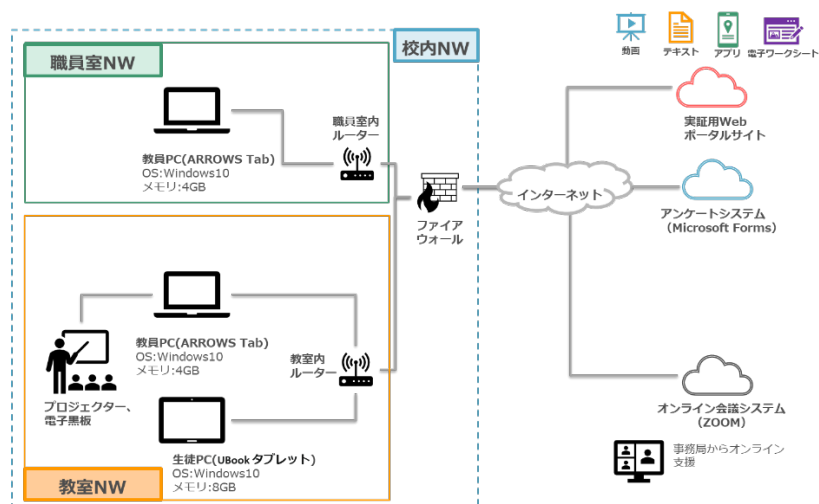 職員室NW
校内NW
動画
テキスト
アプリ
電子ワークシート
職員室内
ルーター
教員PC(ARROWS Tab)
OS:Windows10
メモリ:4GB
実証用Web
ポータルサイト
ファイア
ウォール
インターネット
アンケートシステム
（Microsoft Forms）
教員PC(ARROWS Tab)
OS:Windows10
メモリ:4GB
教室内
ルーター
プロジェクター、
電子黒板
生徒PC(UBook タブレット)
OS:Windows10
メモリ:8GB
教室NW
オンライン会議システム
（ZOOM）
事務局からオンライン
支援